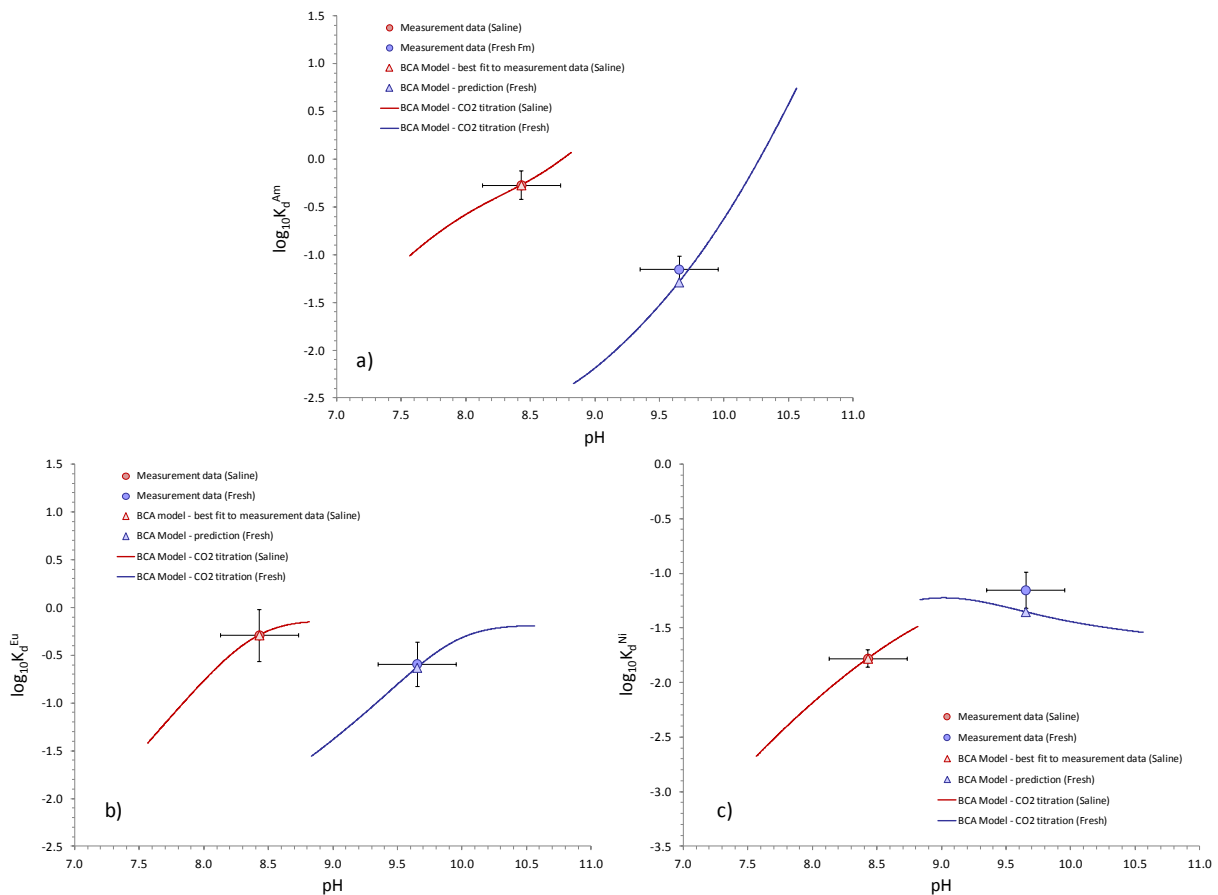 1.5
1.0
0.5
0.0
-0.5
-1.0
-1.5
-2.0
-2.5
log₁₀K_d^Am
Measurement data (Saline)
Measurement data (Fresh Fm)
BCA Model - best fit to measurement data (Saline)
BCA Model - prediction (Fresh)
BCA Model - CO2 titration (Saline)
BCA Model - CO2 titration (Fresh)
a)
7.0 7.5 8.0 8.5 9.0 9.5 10.0 10.5 11.0
pH
1.5
1.0
0.5
0.0
-0.5
-1.0
-1.5
-2.0
-2.5
log₁₀K_d^Eu
Measurement data (Saline)
Measurement data (Fresh)
BCA model - best fit to measurement data (Saline)
BCA Model - prediction (Fresh)
BCA Model - CO2 titration (Saline)
BCA Model - CO2 titration (Fresh)
b)
7.0 7.5 8.0 8.5 9.0 9.5 10.0 10.5 11.0
pH
0.0
-0.5
-1.0
-1.5
-2.0
-2.5
-3.0
-3.5
log₁₀K_d^Ni
Measurement data (Saline)
Measurement data (Fresh)
BCA Model - best fit to measurement data (Saline)
BCA Model - prediction (Fresh)
BCA Model - CO2 titration (Saline)
BCA Model - CO2 titration (Fresh)
c)
7.0 7.5 8.0 8.5 9.0 9.5 10.0 10.5 11.0
pH